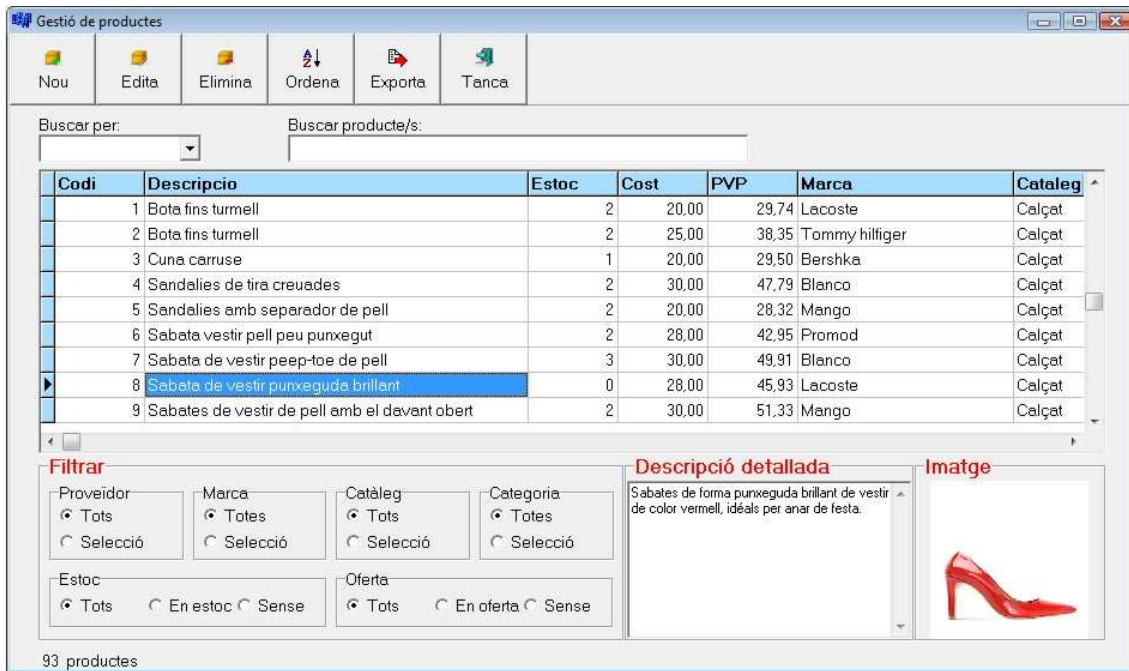 Gestió de productes
Nou Edita Elimina Ordena Exporta Tanca
Buscar per: Buscar producte/s:
Codi Descripcio Estoc Cost PVP Marca Cataleg
1 Bota fins turmell 2 20,00 29,74 Lacoste Calçat
2 Bota fins turmell 2 25,00 38,35 Tommy hilfiger Calçat
3 Cuna carruse 1 20,00 29,50 Bershka Calçat
4 Sandalies de tira creuades 2 30,00 47,79 Blanco Calçat
5 Sandalies amb separador de pell 2 20,00 28,32 Mango Calçat
6 Sabata vestir pell peu punxegut 2 28,00 42,95 Promod Calçat
7 Sabata de vestir peep-toe de pell 3 30,00 49,91 Blanco Calçat
8 Sabata de vestir punxeguda brillant 0 28,00 45,93 Lacoste Calçat
9 Sabates de vestir de pell amb el davant obert 2 30,00 51,33 Mango Calçat
Filtrar
Proveïdor Marca Catàleg Categoria
Tots Totes Tots Totes
Selecció Selecció Selecció Selecció
Estoc Oferta
Tots En estoc Sense Tots En oferta Sense
Descripció detallada
Sabates de forma punxeguda brillant de vestir
de color vermell, idéals per anar de festa.
Imatge
93 productes